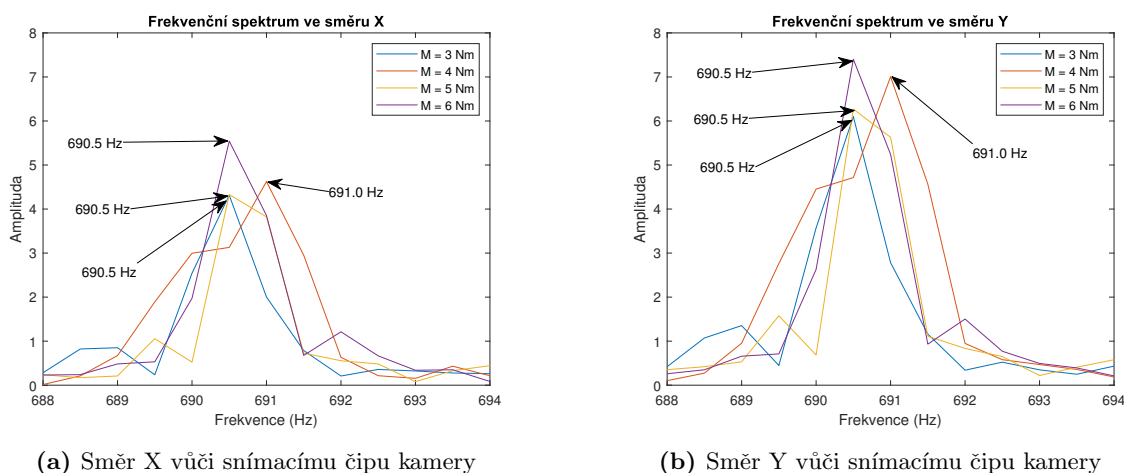 Frekvenční spektrum ve směru X
8
7
6
5
4
3
2
1
0
Amplituda
688 689 690 691 692 693 694
Frekvence (Hz)
M = 3 Nm
M = 4 Nm
M = 5 Nm
M = 6 Nm
690.5 Hz
690.5 Hz
690.5 Hz
691.0 Hz
(a) Směr X vůči snímacímu čipu kamery
Frekvenční spektrum ve směru Y
8
7
6
5
4
3
2
1
0
Amplituda
688 689 690 691 692 693 694
Frekvence (Hz)
M = 3 Nm
M = 4 Nm
M = 5 Nm
M = 6 Nm
690.5 Hz
690.5 Hz
690.5 Hz
691.0 Hz
(b) Směr Y vůči snímacímu čipu kamery